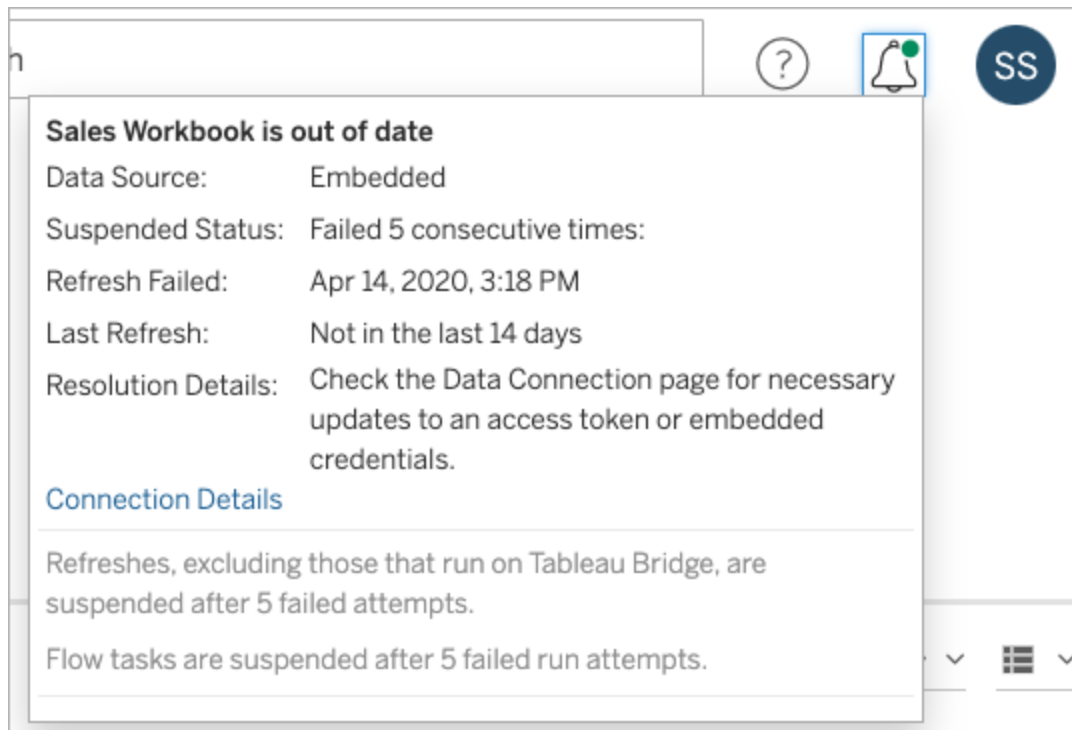 h
?
SS
Sales Workbook is out of date
Data Source: Embedded
Suspended Status: Failed 5 consecutive times:
Refresh Failed: Apr 14, 2020, 3:18 PM
Last Refresh: Not in the last 14 days
Resolution Details: Check the Data Connection page for necessary
updates to an access token or embedded
credentials.
Connection Details
Refreshes, excluding those that run on Tableau Bridge, are
suspended after 5 failed attempts.
Flow tasks are suspended after 5 failed run attempts.